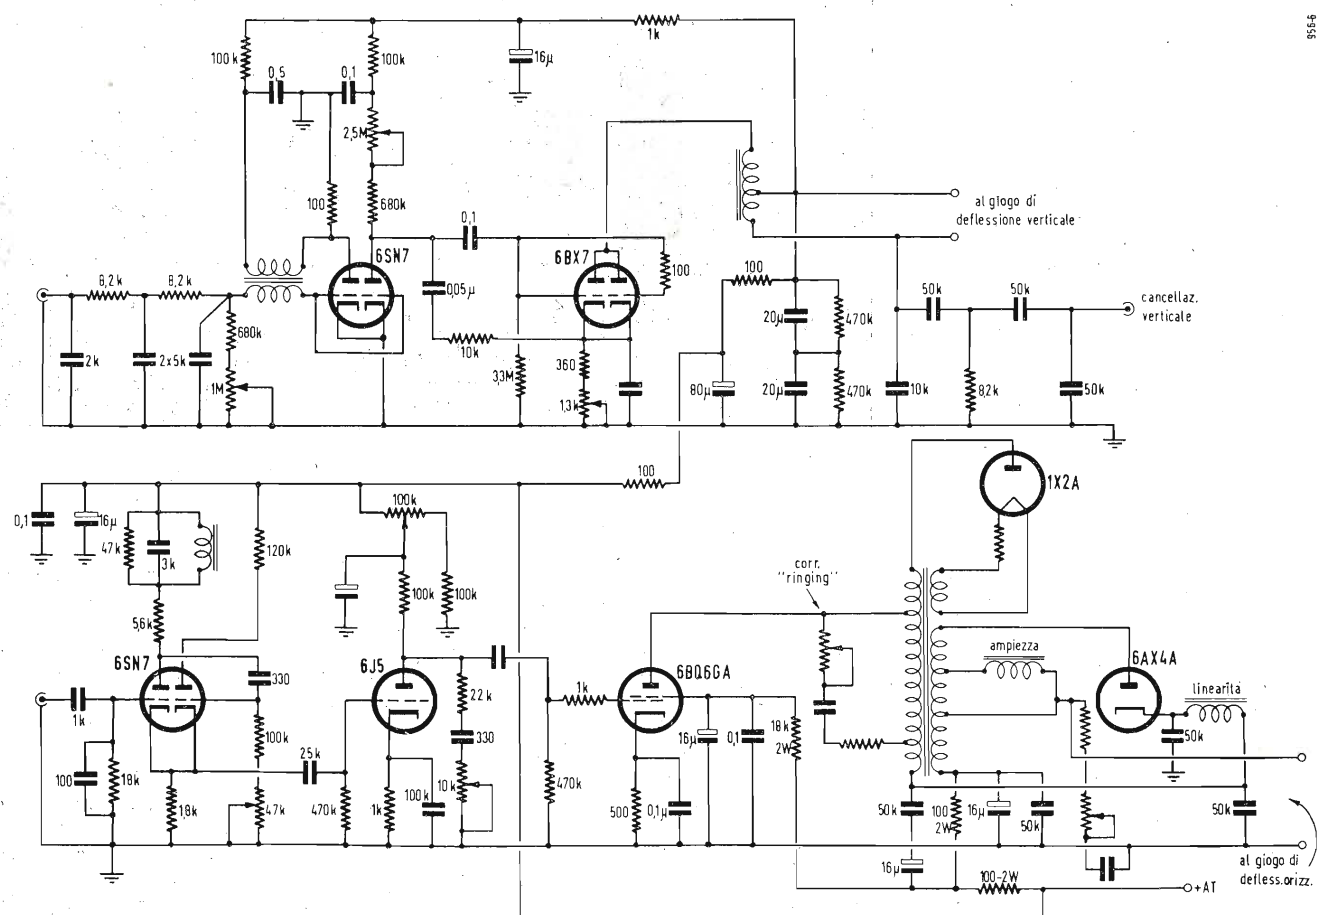 956-6
1k
100k
0,5
0,1
100k
16µ
2,5M
100
680k
0,1
al giogo di
deflessione verticale
6SN7
6BX7
8,2k
8,2k
0,05µ
100
100
50k
50k
cancellaz.
verticale
20µ
470k
680k
2k
2x5k
10k
3,3M
360
1M
1,3k
80µ
20µ
470k
10k
8,2k
50k
100
1X2A
0,1
16µ
47k
3k
120k
100k
corr.
"ringing"
100k
100k
5,6k
6SN7
330
6J5
6BQ6GA
ampiezza
6AX4A
linearità
1k
22k
1k
100k
330
16µ
0,1
18k
2W
50k
25k
100
18k
1,8k
47k
470k
1k
100k
10k
470k
500
0,1µ
50k
100
2W
16µ
50k
50k
16µ
100-2W
+AT
al giogo di
defless.orizz.